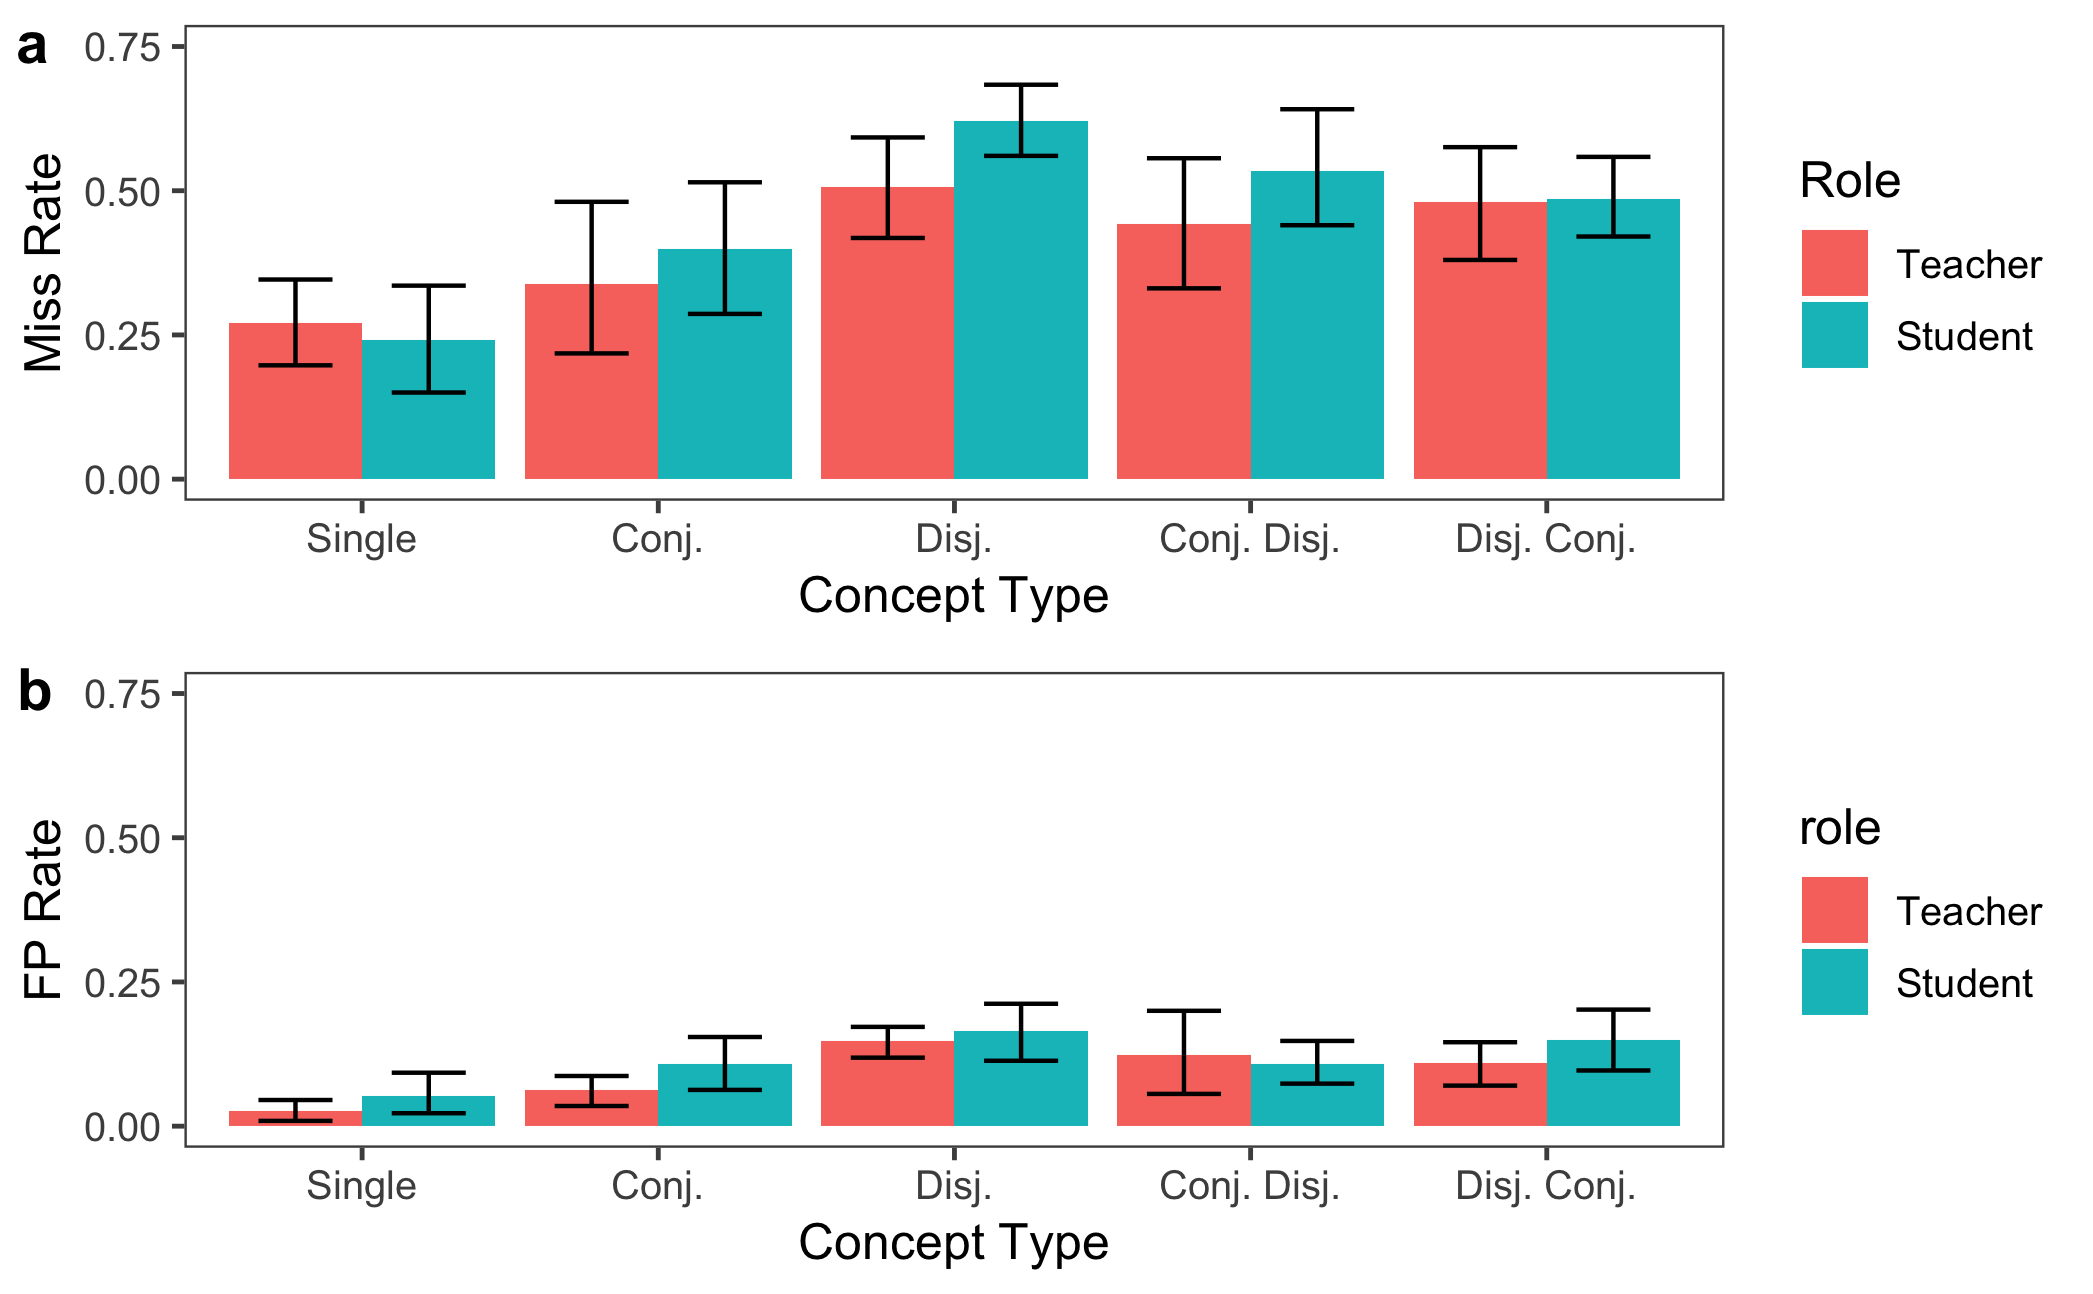 a
0.75
0.50
0.25
0.00
Miss Rate
Single Conj. Disj. Conj. Disj. Disj. Conj.
Concept Type
Role
Teacher
Student
b
0.75
0.50
0.25
0.00
FP Rate
Single Conj. Disj. Conj. Disj. Disj. Conj.
Concept Type
role
Teacher
Student